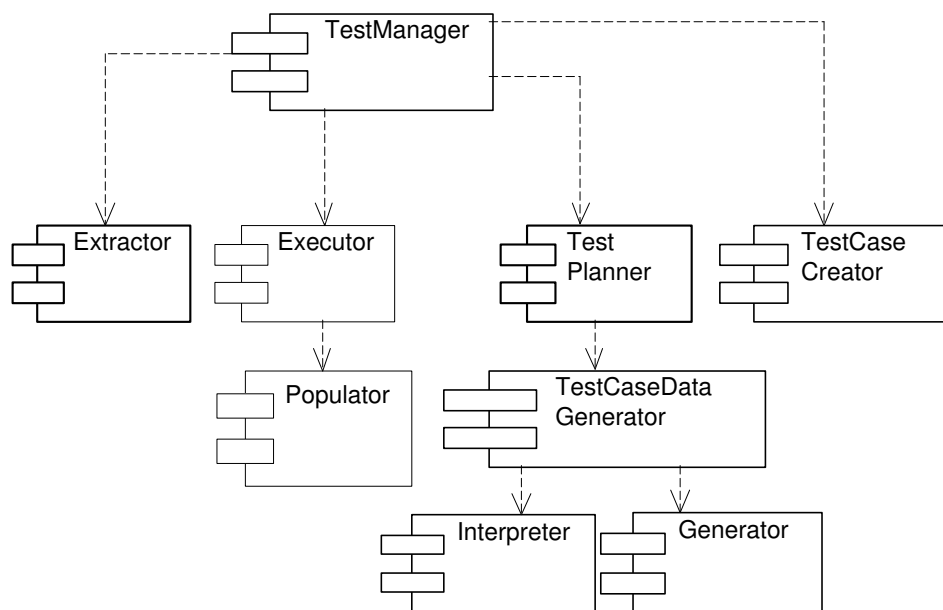 TestManager
Extractor
Executor
Test
Planner
TestCase
Creator
Populator
TestCaseData
Generator
Interpreter
Generator